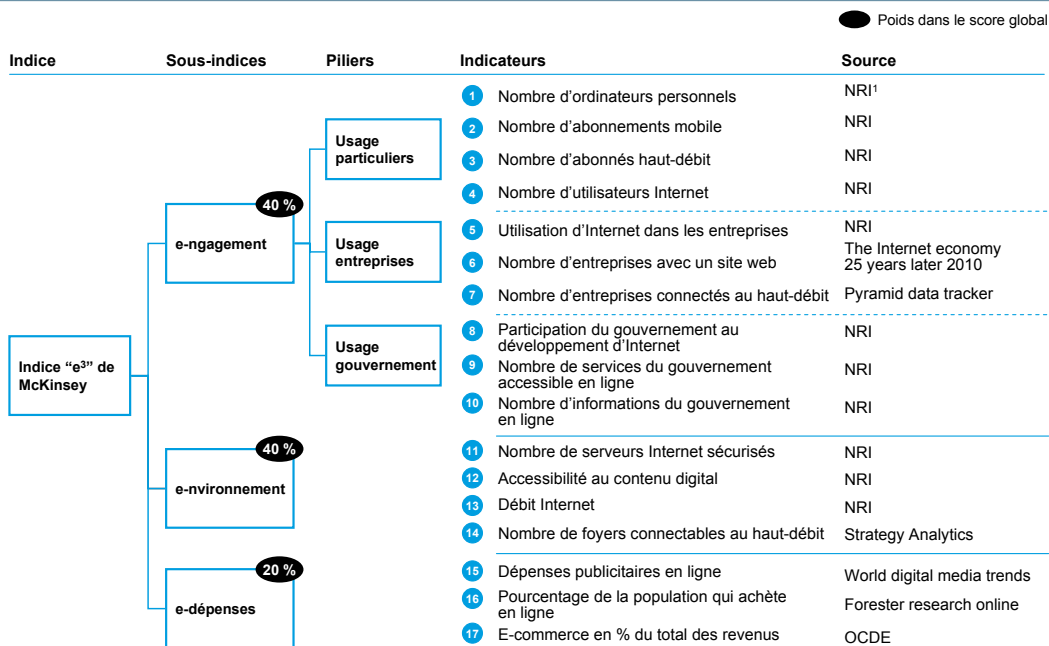 Poids dans le score global
Indice Sous-indices Piliers Indicateurs Source
1 Nombre d'ordinateurs personnels NRI¹
2 Nombre d'abonnements mobile NRI
Usage
particuliers
3 Nombre d'abonnés haut-débit NRI
4 Nombre d'utilisateurs Internet NRI
40 %
e-ngagement
5 Utilisation d'Internet dans les entreprises NRI
Usage
entreprises
6 Nombre d'entreprises avec un site web The Internet economy
25 years later 2010
7 Nombre d'entreprises connectés au haut-débit Pyramid data tracker
8 Participation du gouvernement au
développement d'Internet NRI
Usage
gouvernement
9 Nombre de services du gouvernement
accessible en ligne NRI
10 Nombre d'informations du gouvernement
en ligne NRI
Indice “e³” de
McKinsey
40 %
e-nvironnement
11 Nombre de serveurs Internet sécurisés NRI
12 Accessibilité au contenu digital NRI
13 Débit Internet NRI
14 Nombre de foyers connectables au haut-débit Strategy Analytics
20 %
e-dépenses
15 Dépenses publicitaires en ligne World digital media trends
16 Pourcentage de la population qui achète
en ligne Forester research online
17 E-commerce en % du total des revenus OCDE